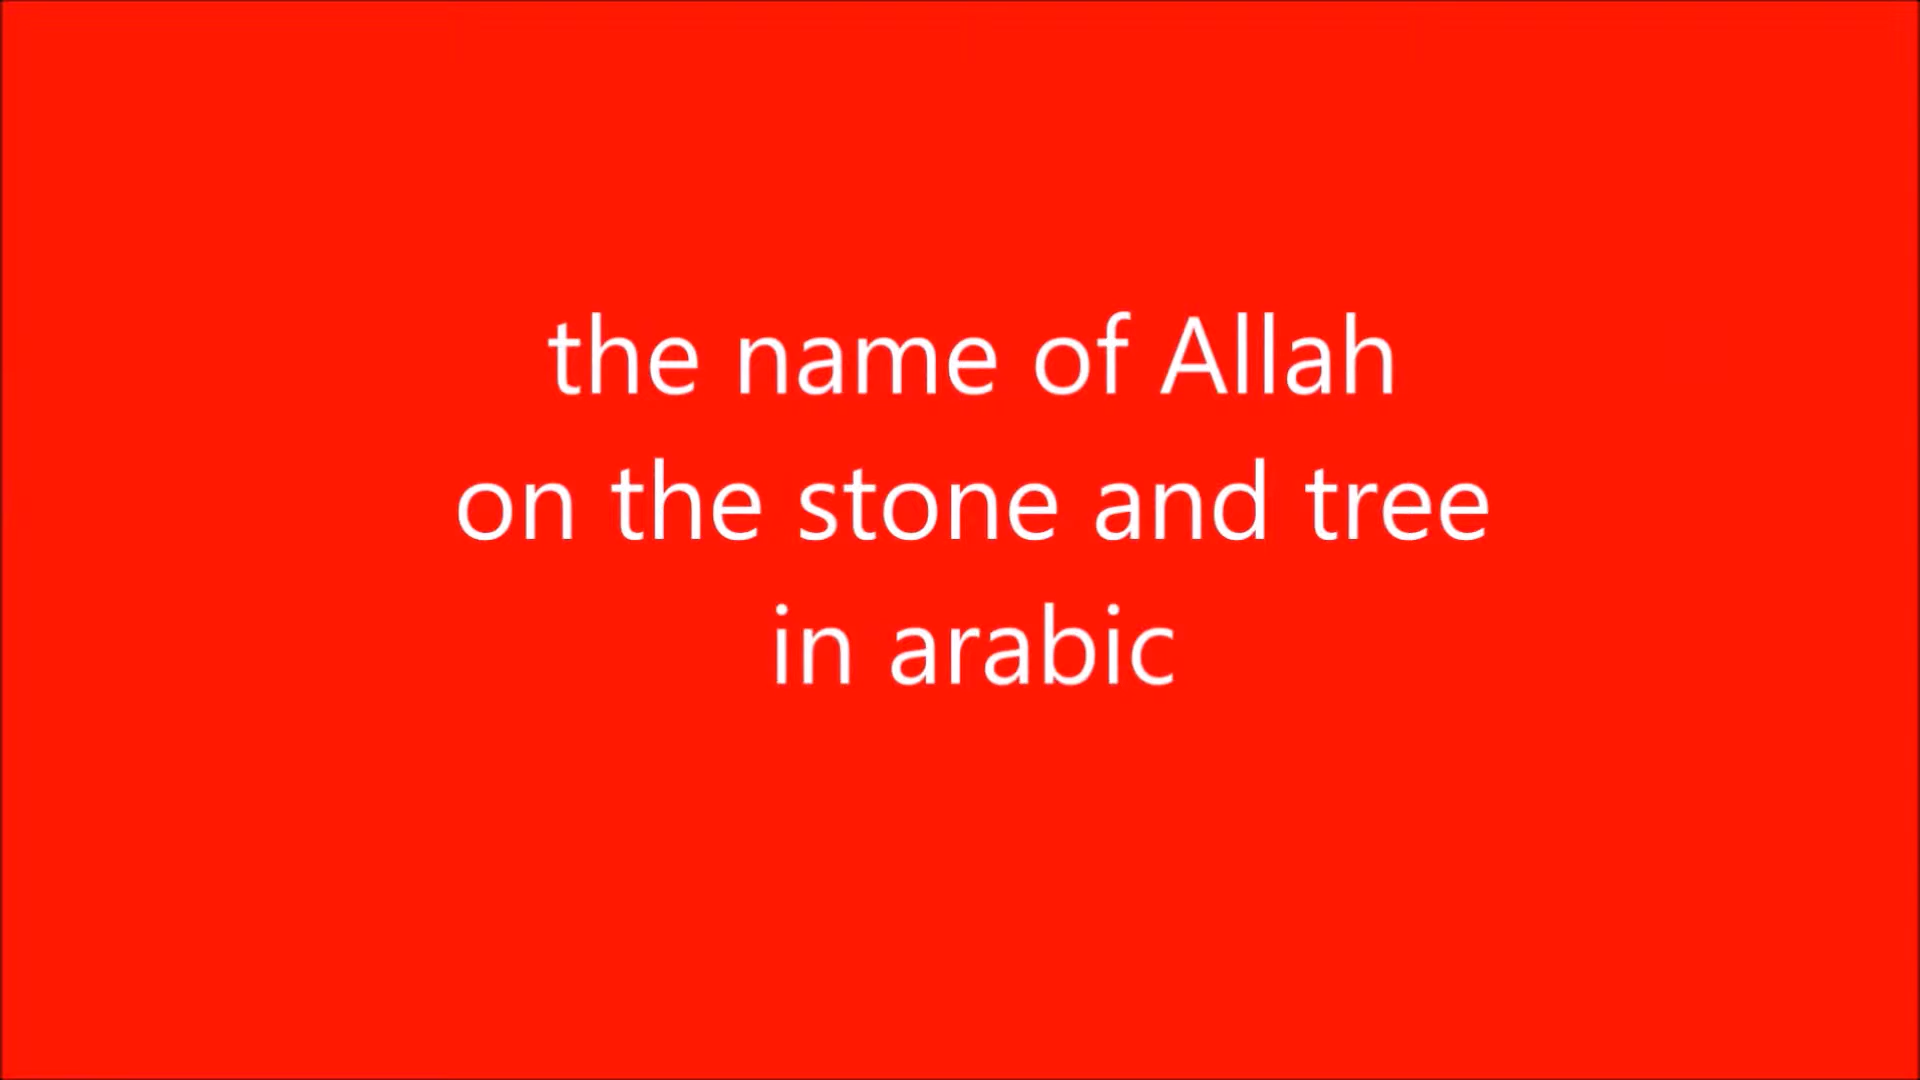 the name of Allah
on the stone and tree
in arabic